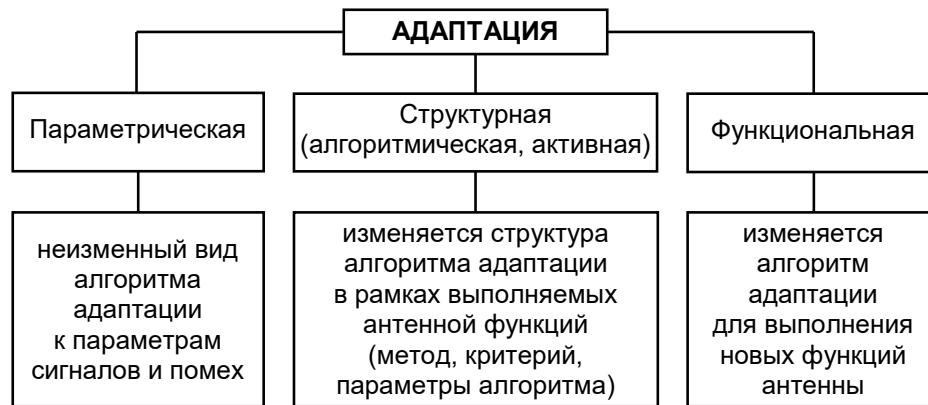 АДАПТАЦИЯ
Параметрическая
Структурная
(алгоритмическая, активная)
Функциональная
неизменный вид
алгоритма
адаптации
к параметрам
сигналов и помех
изменяется структура
алгоритма адаптации
в рамках выполняемых
антенной функций
(метод, критерий,
параметры алгоритма)
изменяется
алгоритм
адаптации
для выполнения
новых функций
антенны